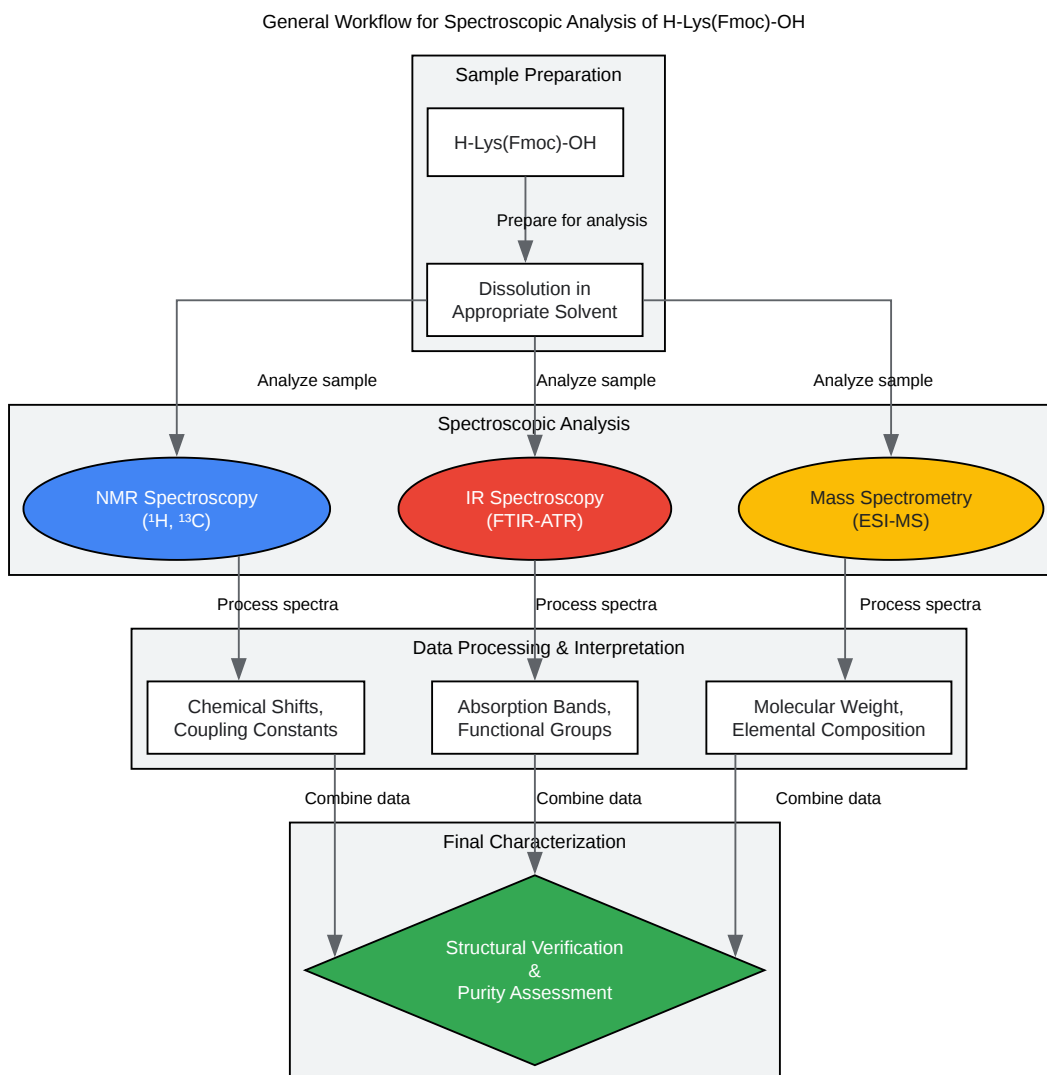 General Workflow for Spectroscopic Analysis of H-Lys(Fmoc)-OH
Sample Preparation
H-Lys(Fmoc)-OH
Prepare for analysis
Dissolution in
Appropriate Solvent
Analyze sample
Analyze sample
Analyze sample
Spectroscopic Analysis
NMR Spectroscopy
(¹H, ¹³C)
IR Spectroscopy
(FTIR-ATR)
Mass Spectrometry
(ESI-MS)
Process spectra
Process spectra
Process spectra
Data Processing & Interpretation
Chemical Shifts,
Coupling Constants
Absorption Bands,
Functional Groups
Molecular Weight,
Elemental Composition
Combine data
Combine data
Combine data
Final Characterization
Structural Verification
&
Purity Assessment